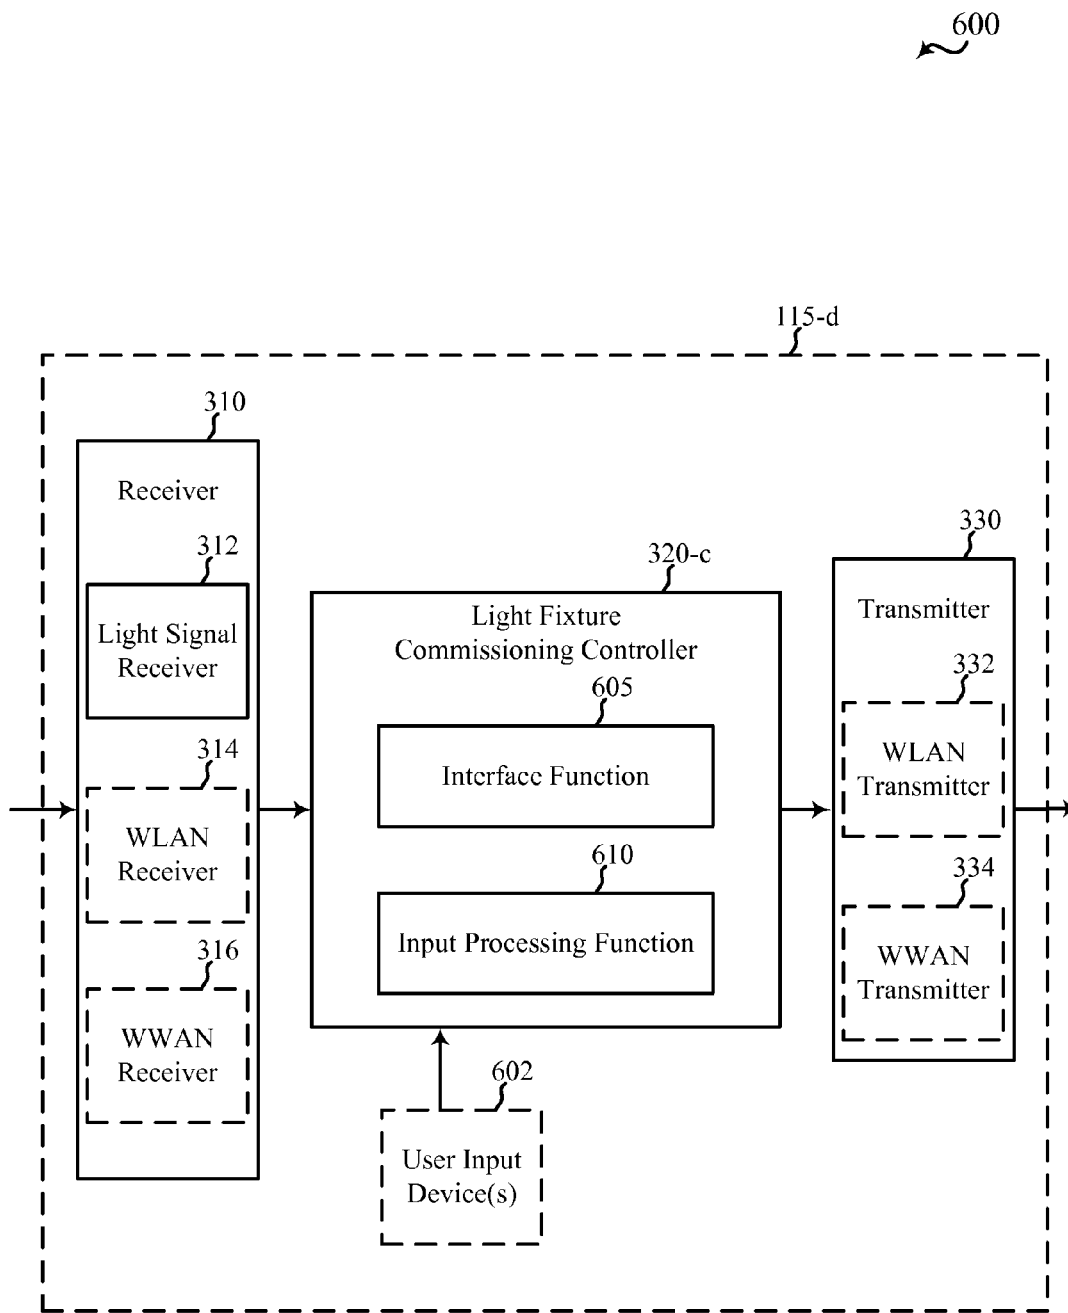 600
115-d
310
Receiver
312
Light Signal
Receiver
314
WLAN
Receiver
316
WWAN
Receiver
320-c
Light Fixture
Commissioning Controller
605
Interface Function
610
Input Processing Function
602
User Input
Device(s)
330
Transmitter
332
WLAN
Transmitter
334
WWAN
Transmitter